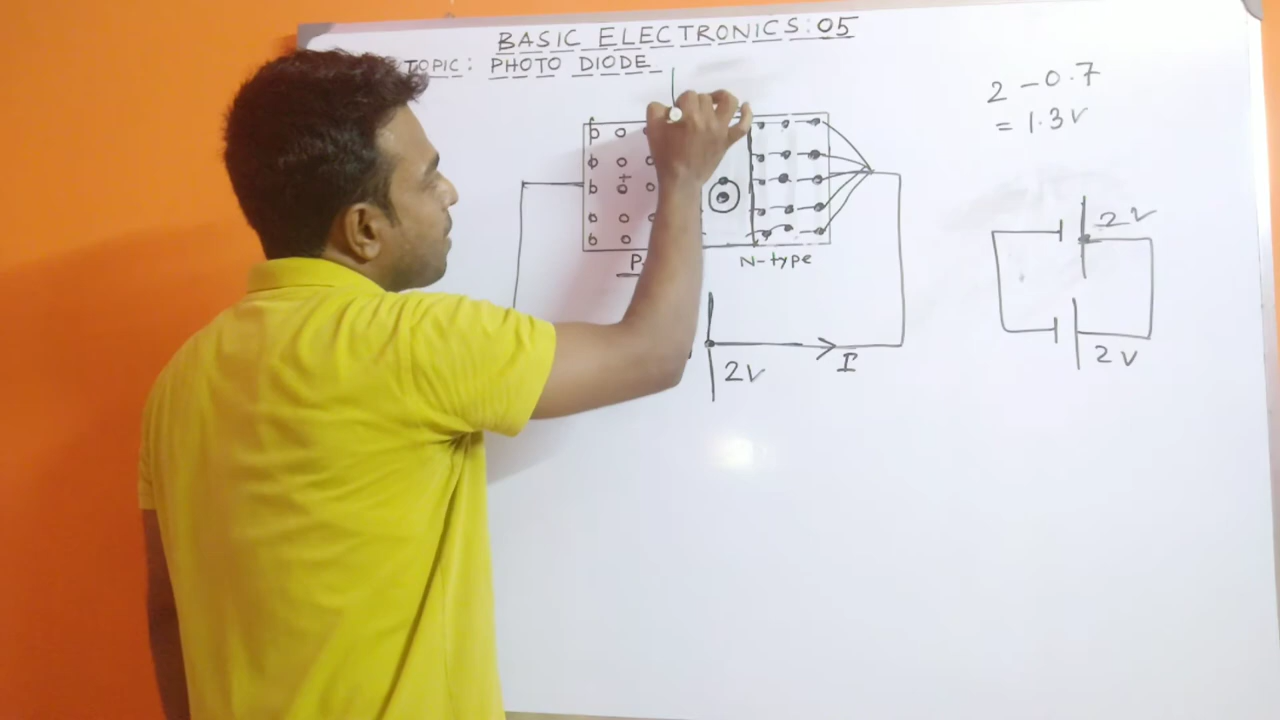 BASIC ELECTRONICS:05
TOPIC: PHOTO DIODE
2 - 0.7
= 1.3V
+
P
N-type
2V
I
2V
2V